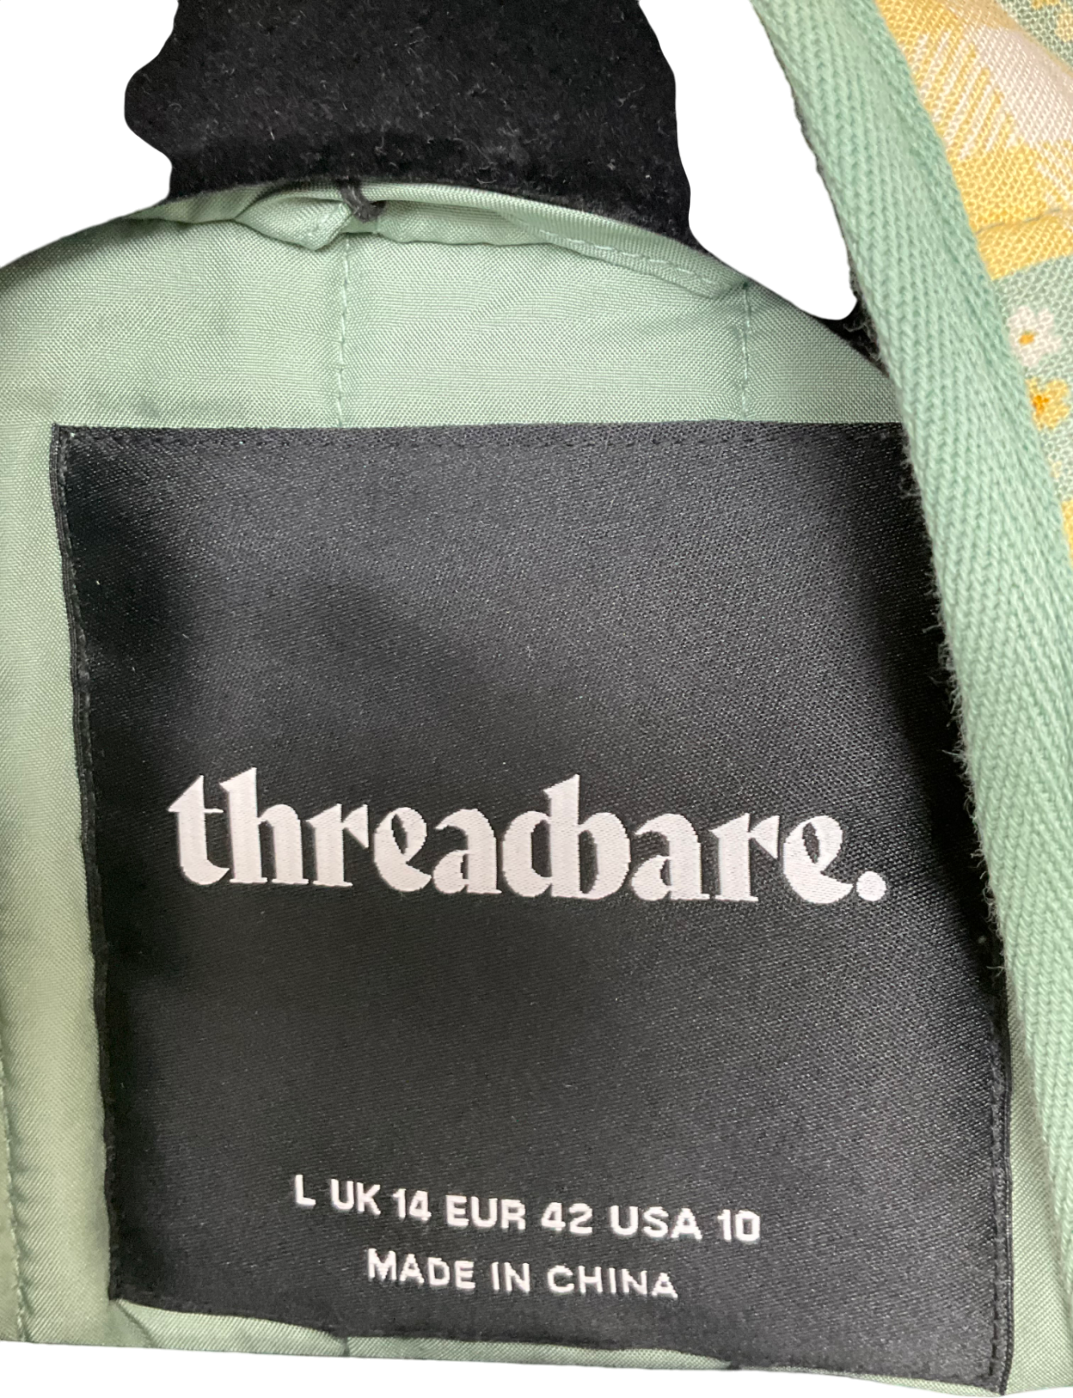 threadbare.
L UK 14 EUR 42 USA 10
MADE IN CHINA